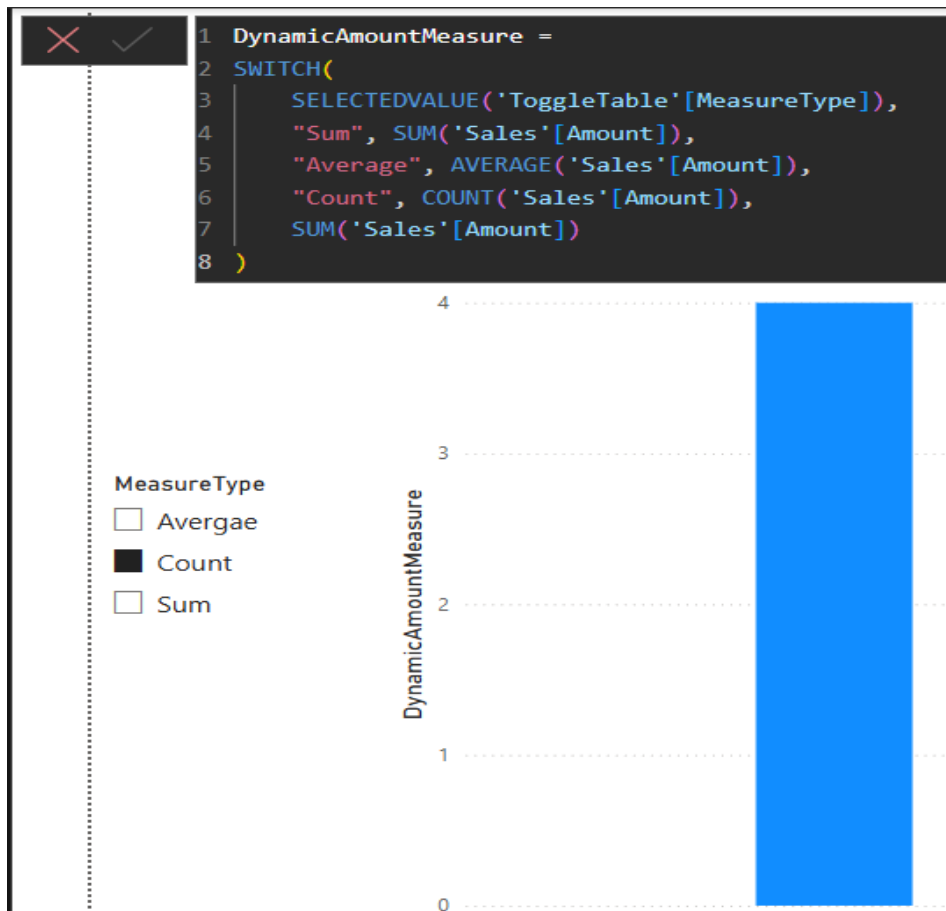 1 DynamicAmountMeasure =
2 SWITCH(
3 SELECTEDVALUE('ToggleTable'[MeasureType]),
4 "Sum", SUM('Sales'[Amount]),
5 "Average", AVERAGE('Sales'[Amount]),
6 "Count", COUNT('Sales'[Amount]),
7 SUM('Sales'[Amount])
8 )
MeasureType
Avergae
Count
Sum
DynamicAmountMeasure
4
3
2
1
0